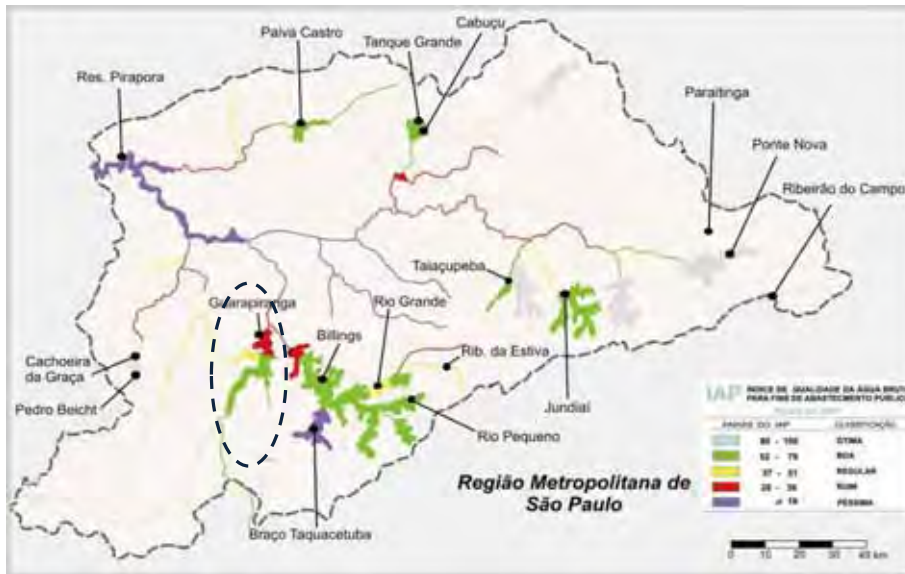 Cabuçu
Paiva Castro
Tanque Grande
Res. Pirapora
Paraitinga
Ponte Nova
Ribeirão do Campo
Taiaçupeba
Guarapiranga
Rio Grande
Billings
Rib. da Estiva
Cachoeira
da Graça
Pedro Beicht
Jundiaí
Rio Pequeno
Região Metropolitana de
São Paulo
Braço Taquacetuba
IAP ÍNDICE DE QUALIDADE DA ÁGUA BRUTA
PARA FINS DE ABASTECIMENTO PÚBLICO
DO IAP CLASSIFICAÇÃO
80 - 100 ÓTIMA
52 - 79 BOA
37 - 51 REGULAR
20 - 36 RUIM
19 PÉSSIMA
0 10 20 30 40 km